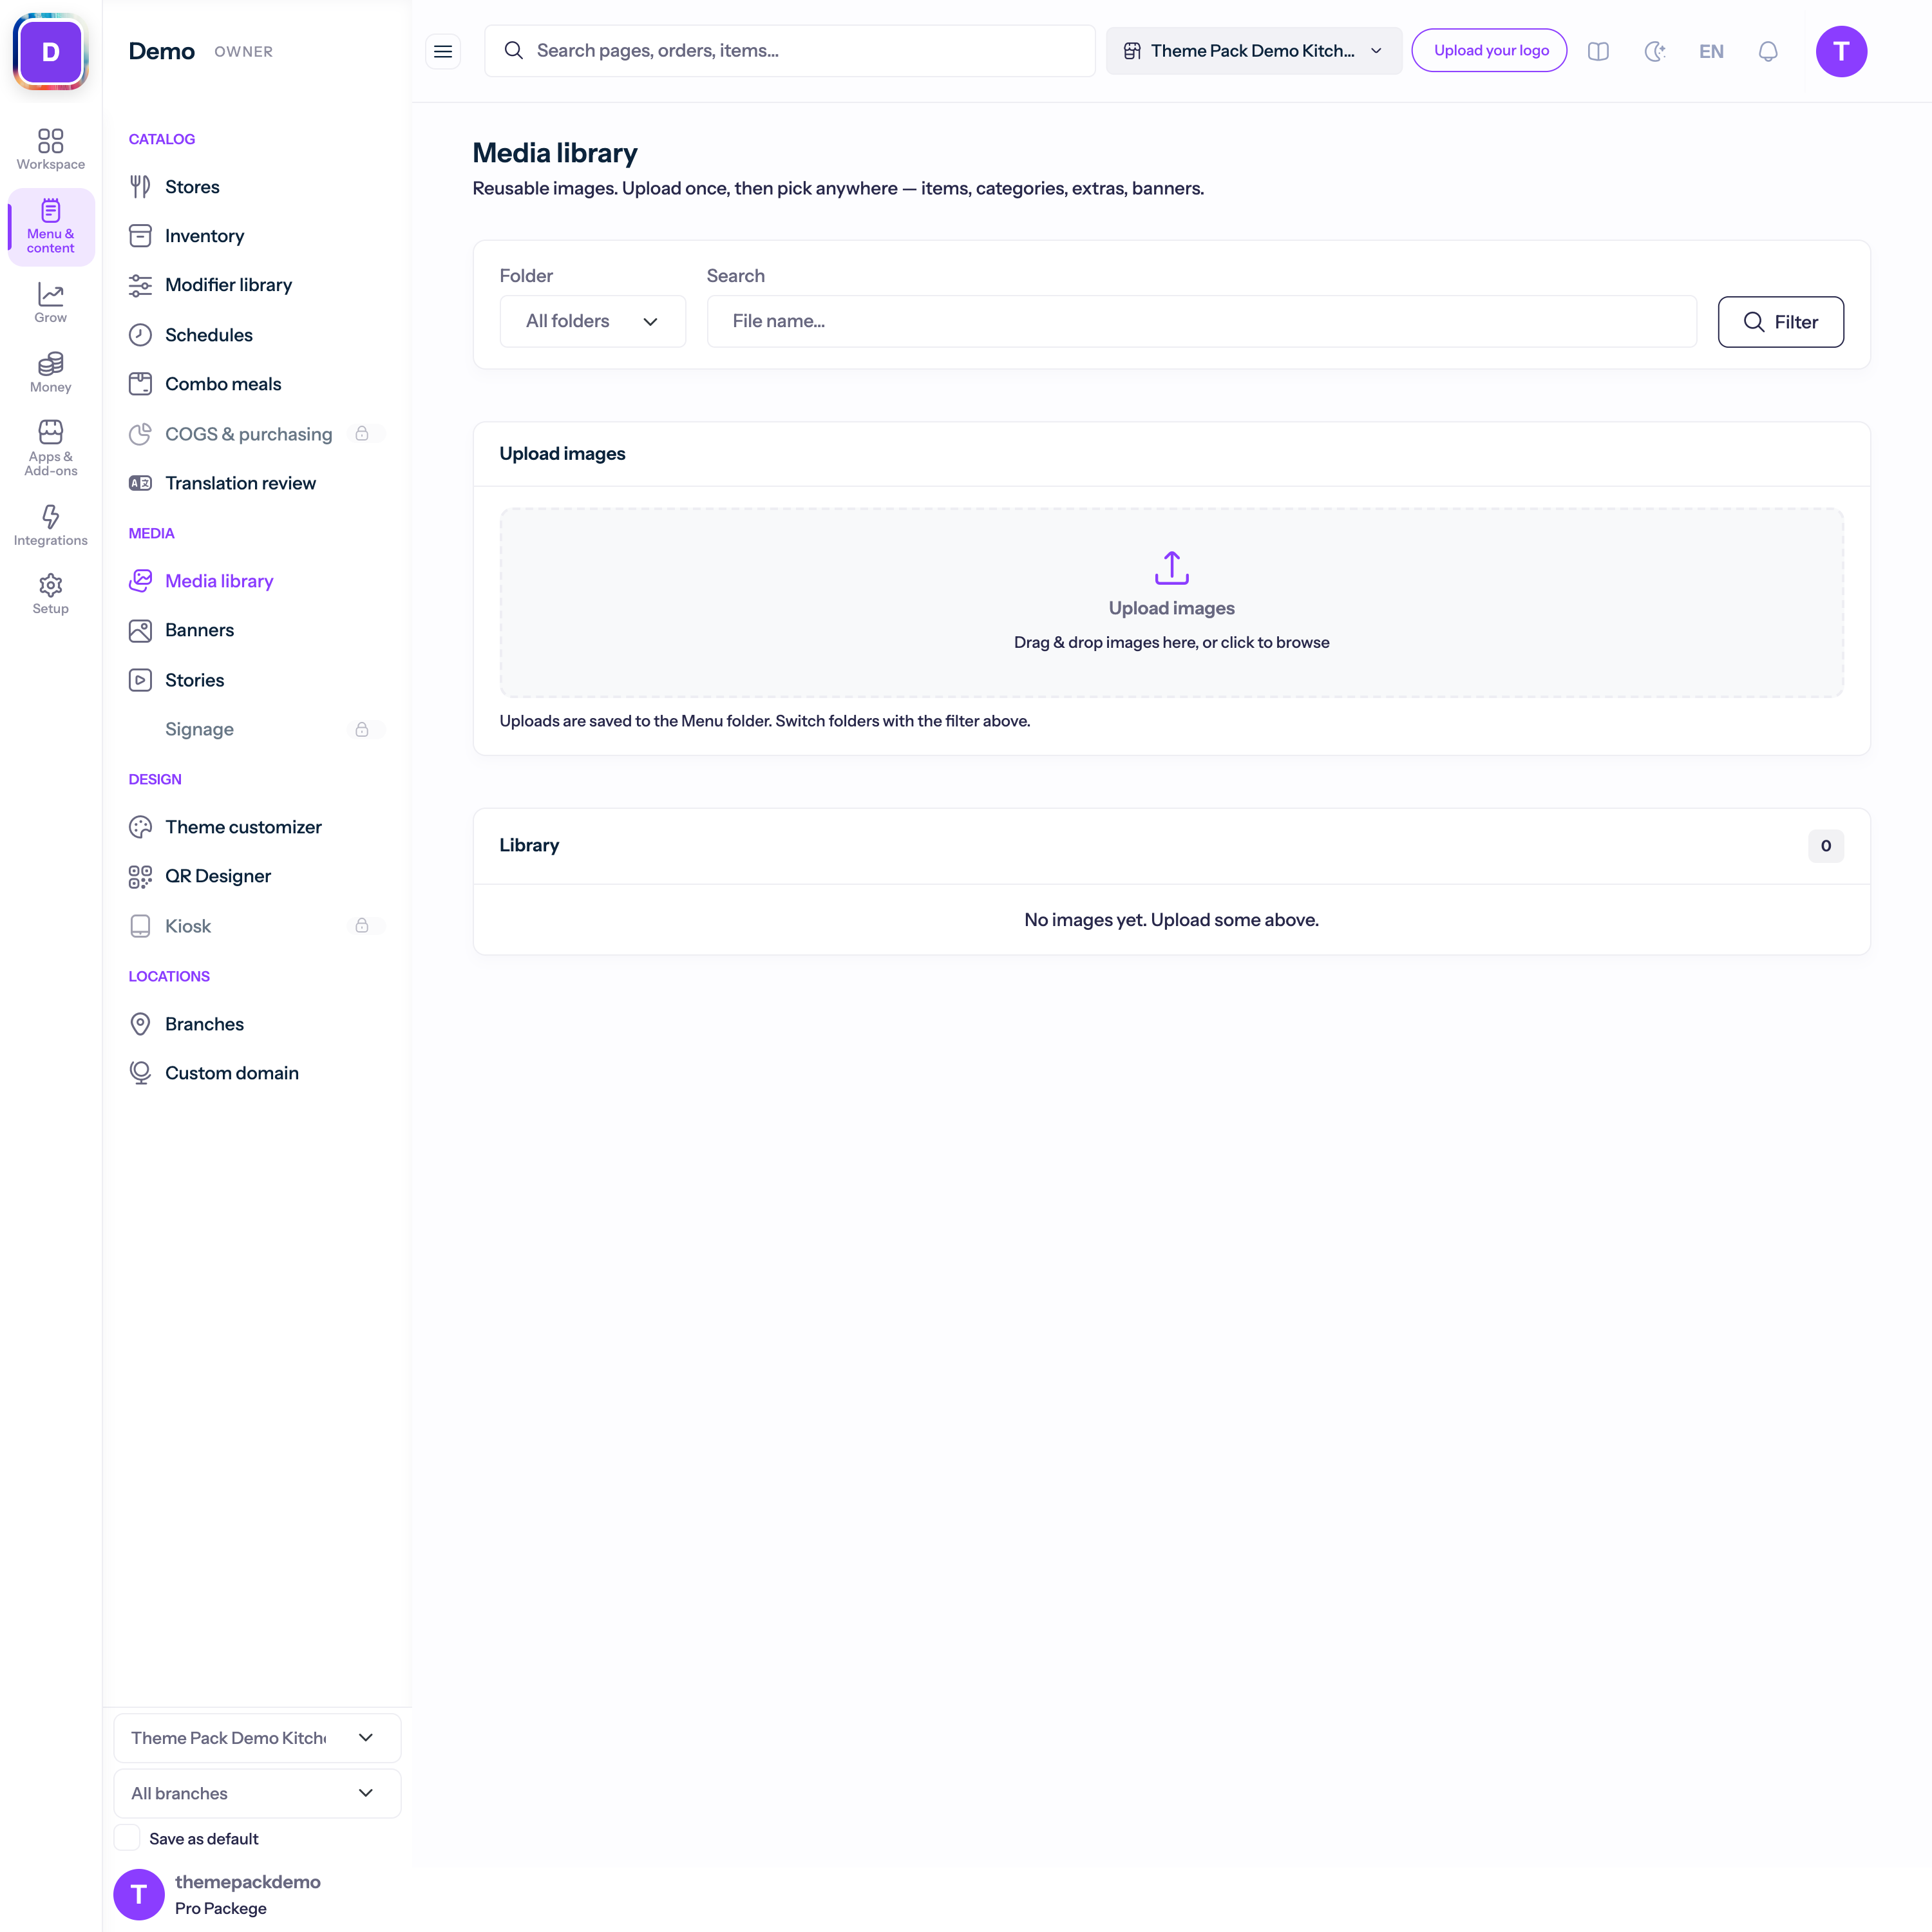 D
Workspace
Menu &
content
Grow
Money
Apps &
Add-ons
Integrations
Setup
Demo OWNER
CATALOG
Stores
Inventory
Modifier library
Schedules
Combo meals
COGS & purchasing
Translation review
MEDIA
Media library
Banners
Stories
Signage
DESIGN
Theme customizer
QR Designer
Kiosk
LOCATIONS
Branches
Custom domain
Theme Pack Demo Kitche
All branches
Save as default
T
themepackdemo
Pro Packege
Search pages, orders, items...
Theme Pack Demo Kitch...
Upload your logo
EN
T
Media library
Reusable images. Upload once, then pick anywhere — items, categories, extras, banners.
Folder
Search
All folders
File name...
Filter
Upload images
Upload images
Drag & drop images here, or click to browse
Uploads are saved to the Menu folder. Switch folders with the filter above.
Library
0
No images yet. Upload some above.